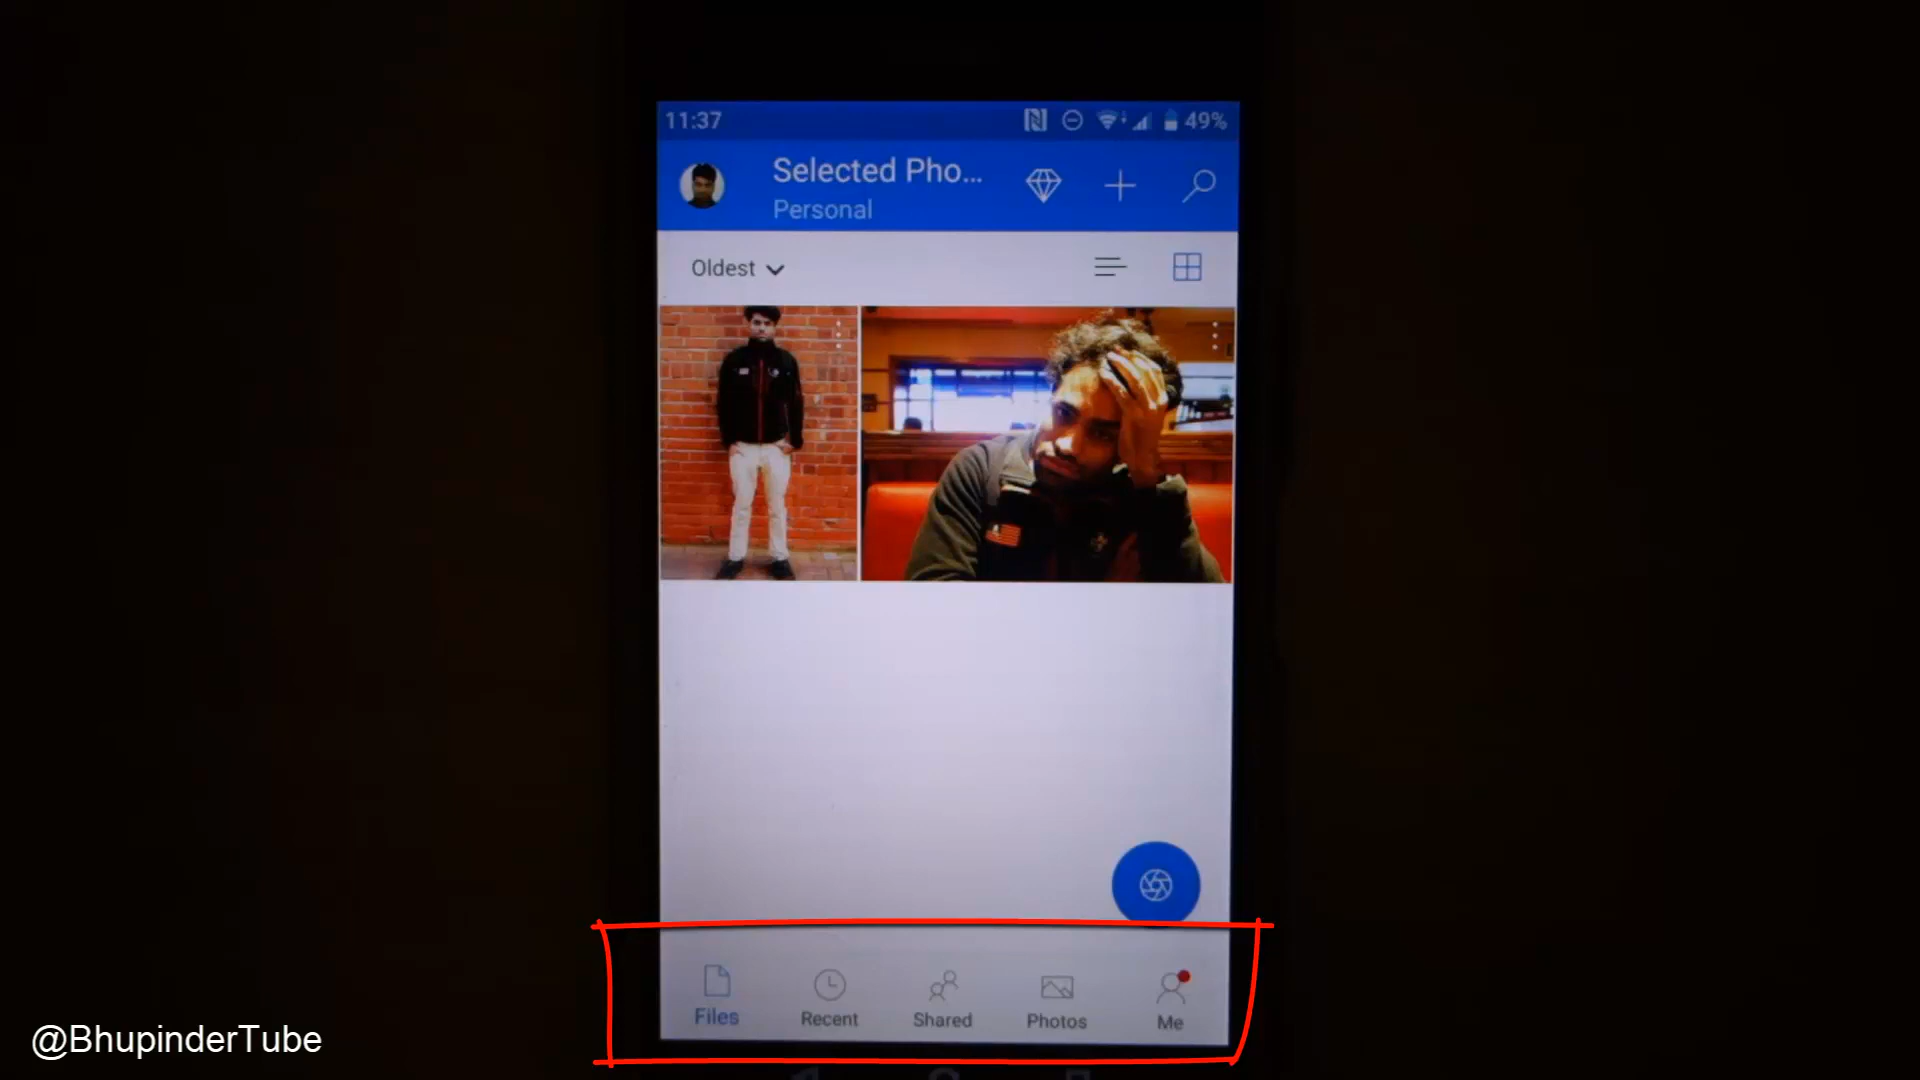 11:37
49%
Selected Pho...
Personal
Oldest
Files
Recent
Shared
Photos
Me
@BhupinderTube